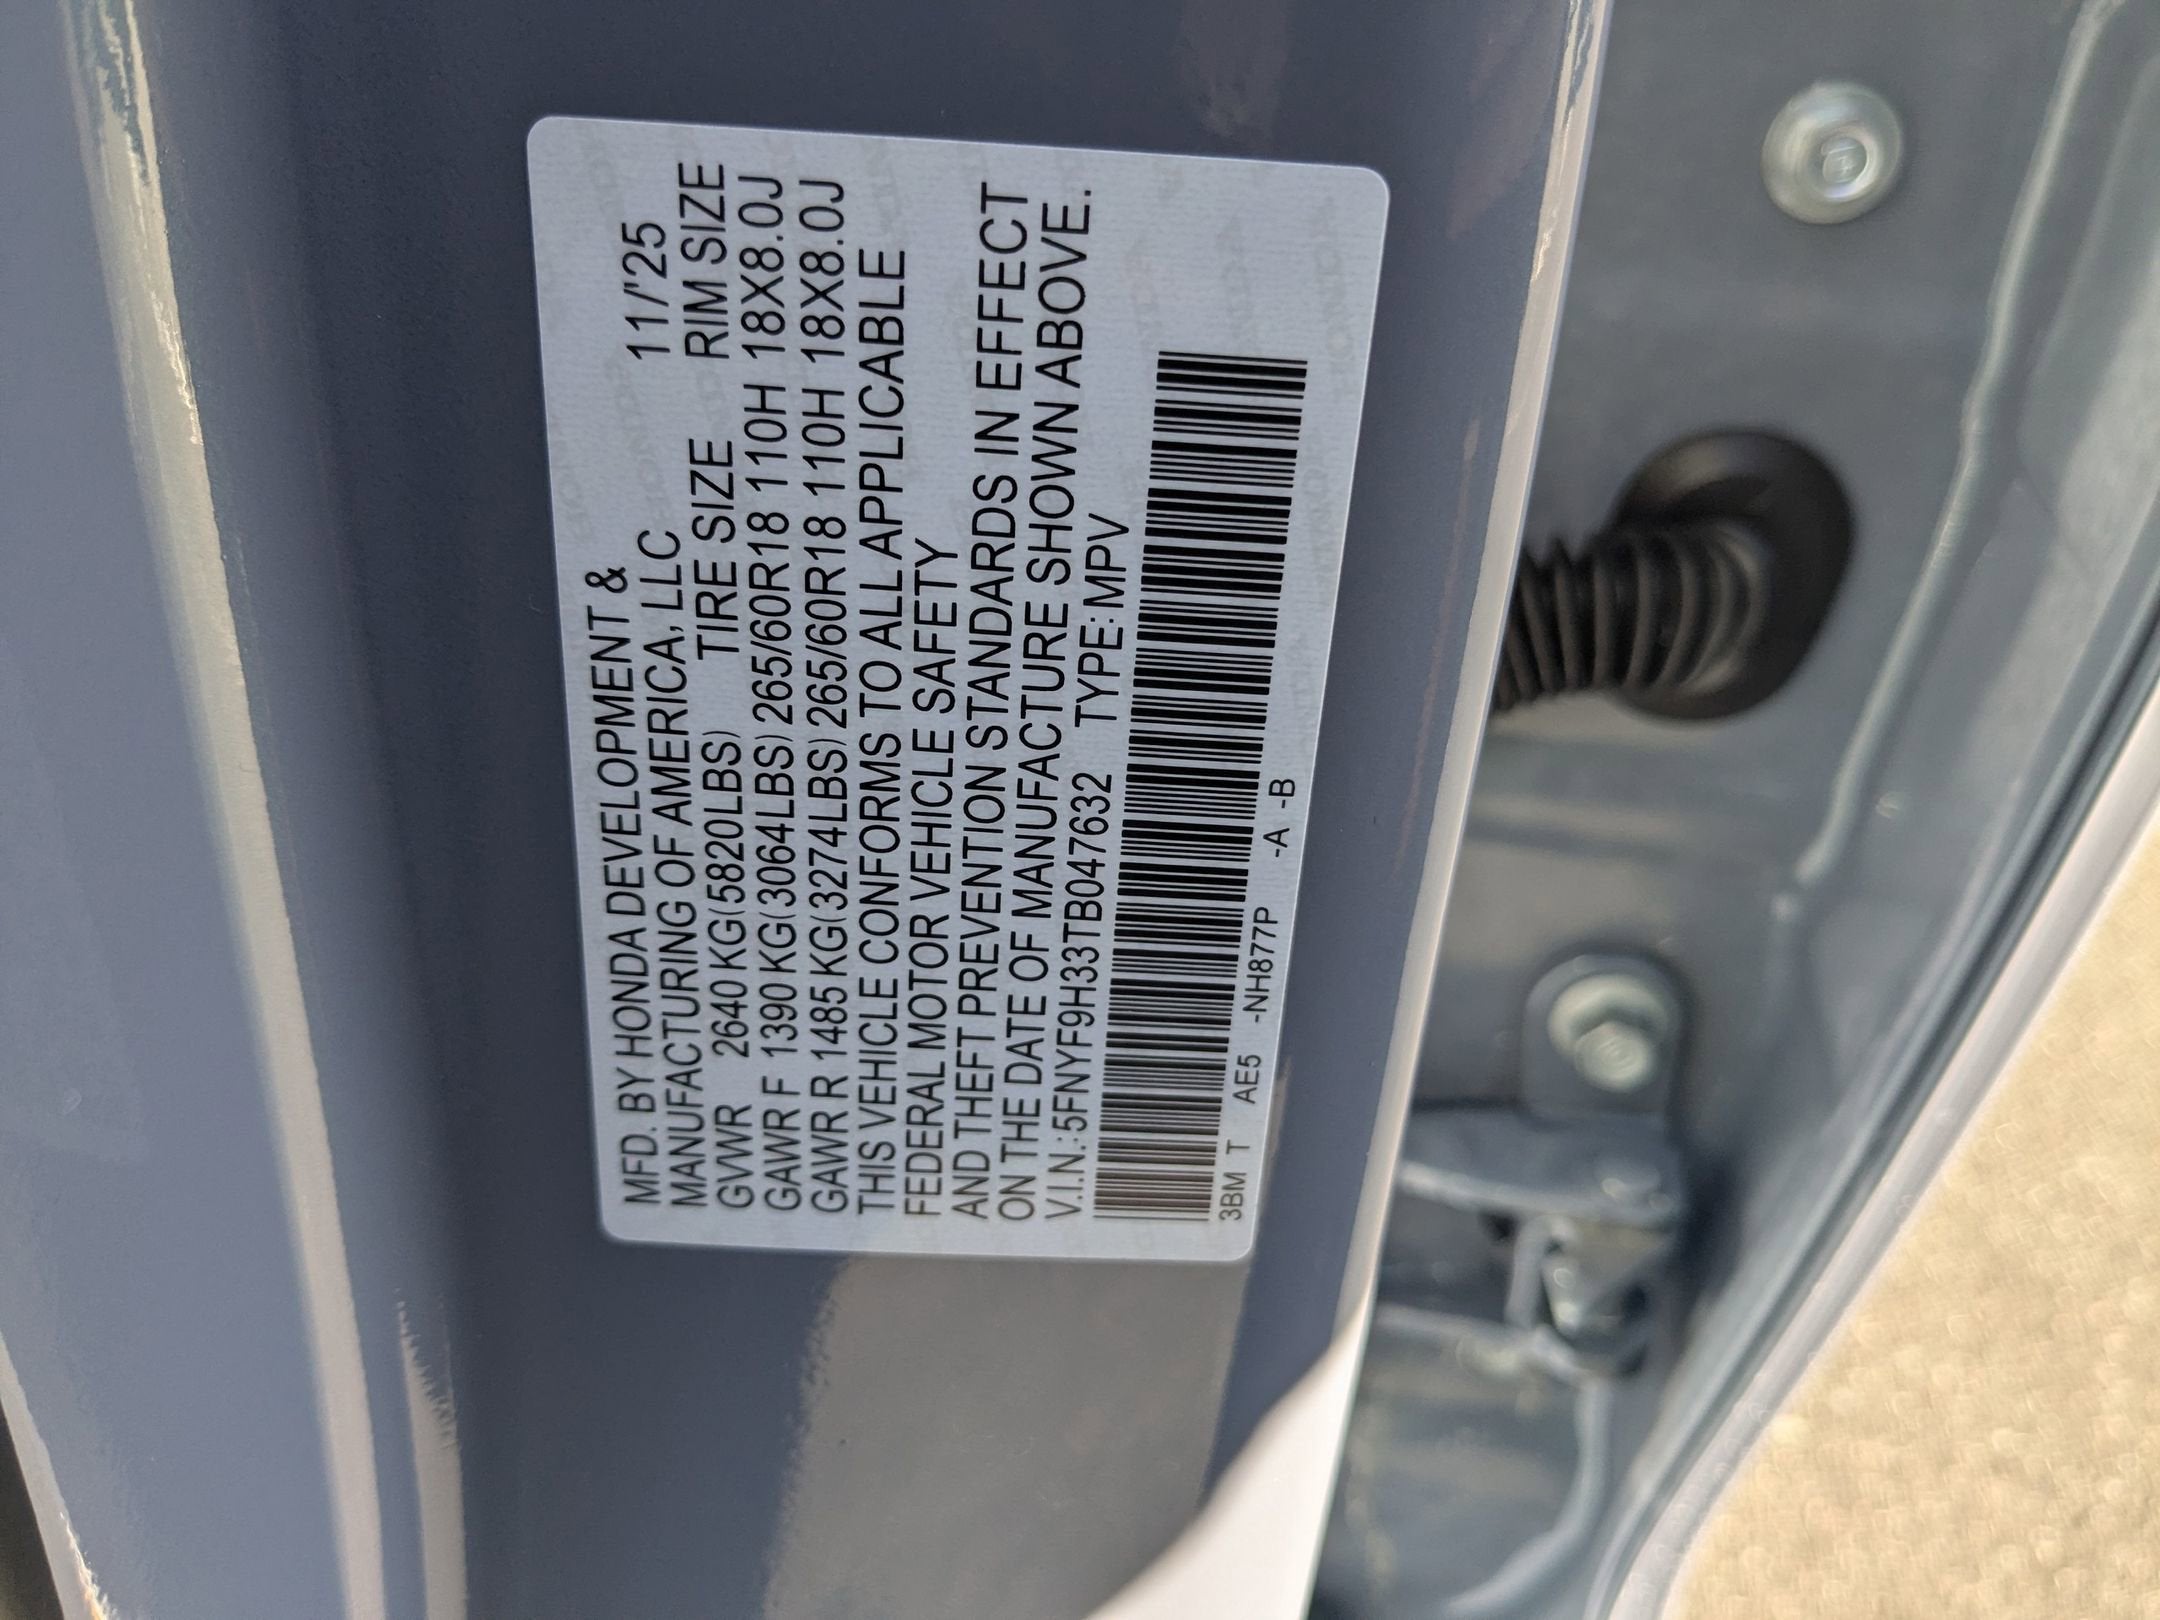 MFD. BY HONDA DEVELOPMENT &
MANUFACTURING OF AMERICA, LLC 11/'25
GVWR 2640 KG(5820LBS) TIRE SIZE RIM SIZE
GAWR F 1390 KG(3064LBS) 265/60R18 110H 18X8.0J
GAWR R 1485 KG(3274LBS) 265/60R18 110H 18X8.0J
THIS VEHICLE CONFORMS TO ALL APPLICABLE
FEDERAL MOTOR VEHICLE SAFETY
AND THEFT PREVENTION STANDARDS IN EFFECT
ON THE DATE OF MANUFACTURE SHOWN ABOVE..
V.I.N.: 5FNYF9H33TB047632 TYPE: MPV
3BM T AE5 -NH877P -A -B